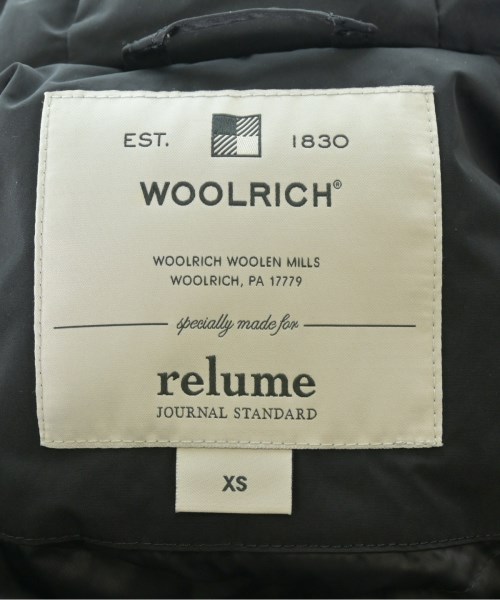 EST. 1830
WOOLRICH®
WOOLRICH WOOLEN MILLS
WOOLRICH, PA 17779
specially made for
relume
JOURNAL STANDARD
XS